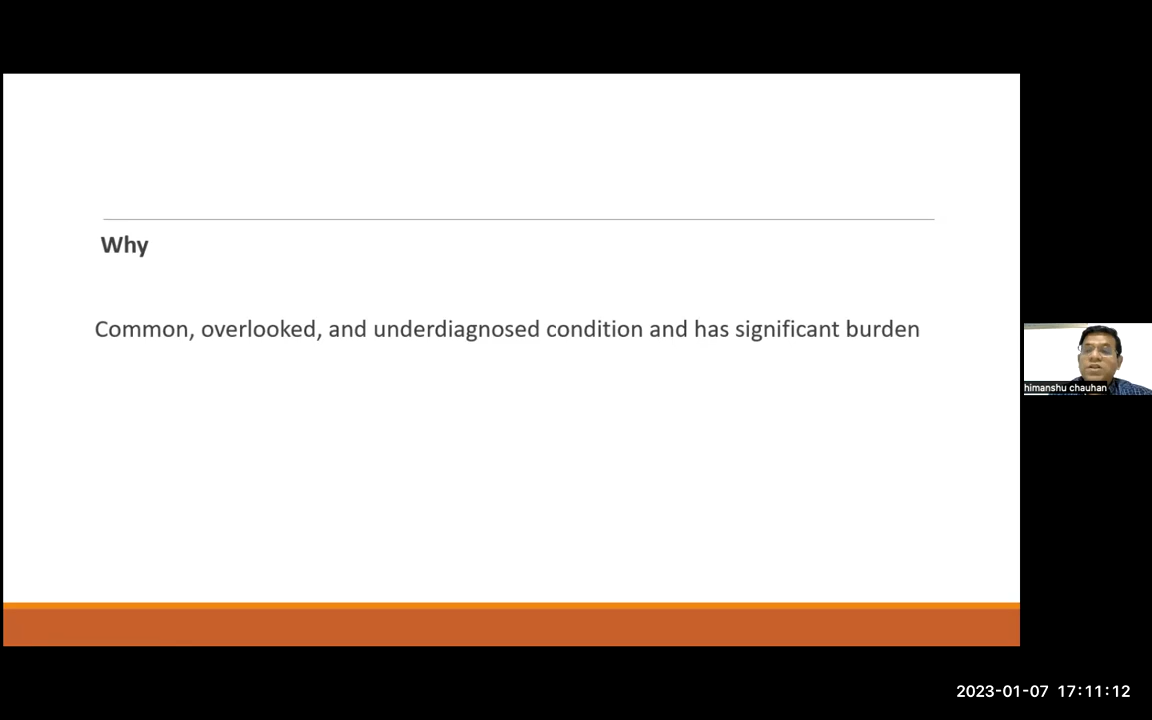 Why
Common, overlooked, and underdiagnosed condition and has significant burden
himanshu chauhan
2023-01-07 17:11:12